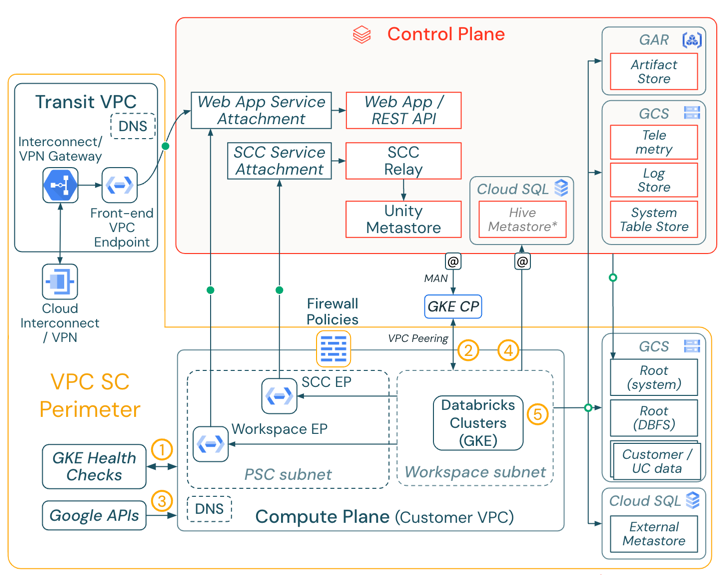 Control Plane
GAR
Artifact
Store
GCS
Tele
metry
Log
Store
System
Table Store
Transit VPC
DNS
Interconnect/
VPN Gateway
Front-end
VPC
Endpoint
Cloud
Interconnect
/ VPN
Web App Service
Attachment
Web App /
REST API
SCC Service
Attachment
SCC
Relay
Unity
Metastore
Cloud SQL
Hive
Metastore*
@
@
MAN
GKE CP
VPC Peering
2
4
Firewall
Policies
VPC SC
Perimeter
GKE Health
Checks
1
Google APIs
3
SCC EP
Workspace EP
PSC subnet
DNS
Databricks
Clusters
(GKE)
5
Workspace subnet
Compute Plane (Customer VPC)
GCS
Root
(system)
Root
(DBFS)
Customer /
UC data
Cloud SQL
External
Metastore